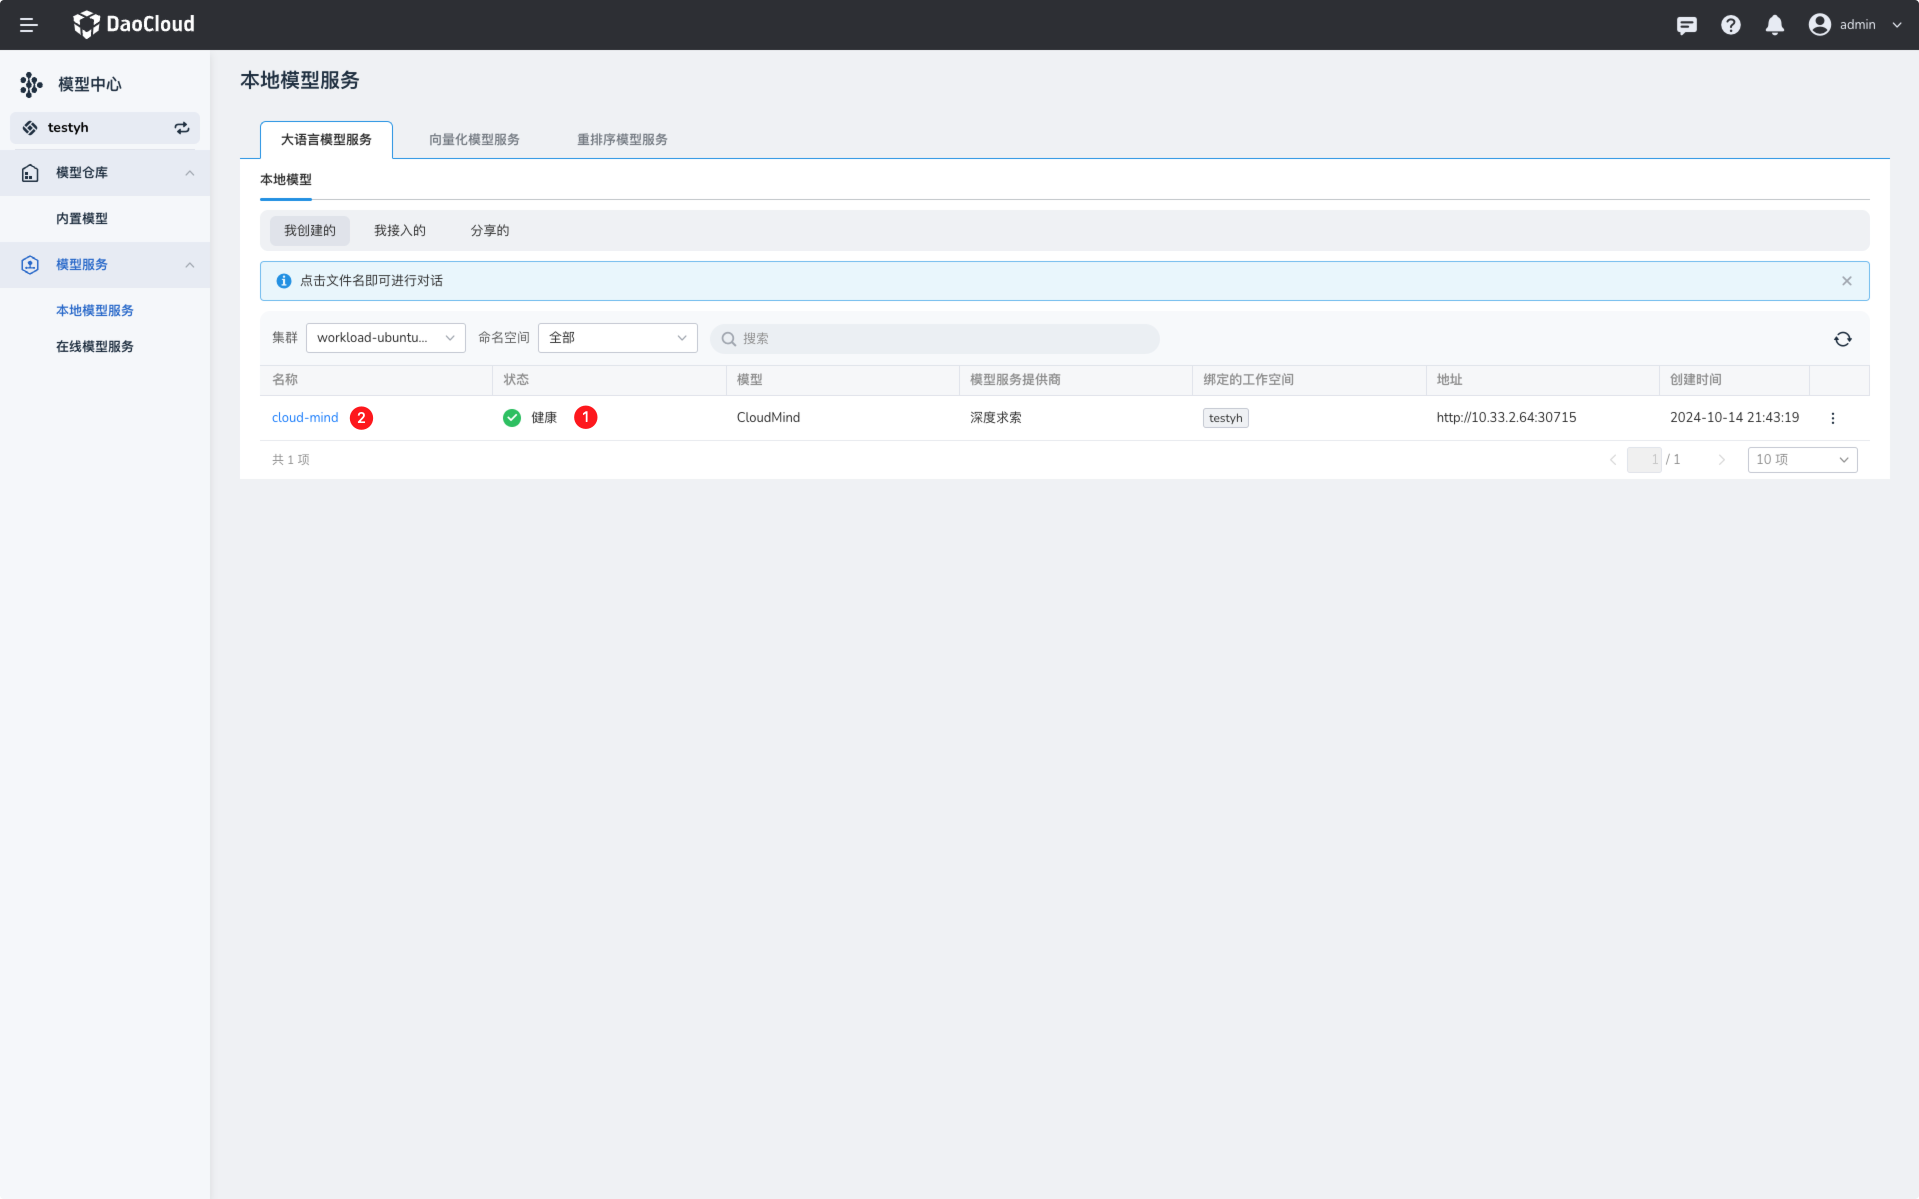 DaoCloud
admin
模型中心
testyh
模型仓库
内置模型
模型服务
本地模型服务
在线模型服务
本地模型服务
大语言模型服务 向量化模型服务 重排序模型服务
本地模型
我创建的 我接入的 分享的
点击文件名即可进行对话
集群 workload-ubuntu... 命名空间 全部 搜索
名称 状态 模型 模型服务提供商 绑定的工作空间 地址 创建时间
cloud-mind 2 健康 1 CloudMind 深度求索 testyh http://10.33.2.64:30715 2024-10-14 21:43:19
共 1 项 1 / 1 10 项